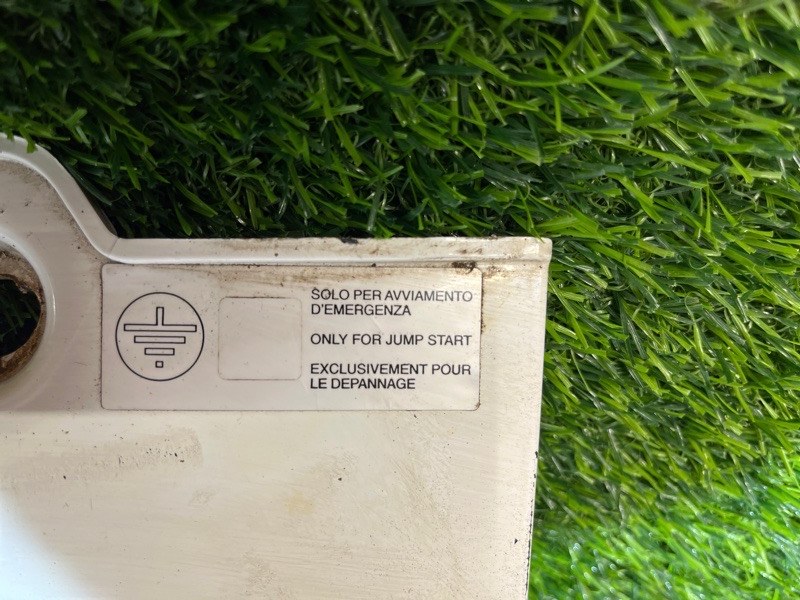 SOLO PER AVVIAMENTO
D'EMERGENZA
ONLY FOR JUMP START
EXCLUSIVEMENT POUR
LE DEPANNAGE